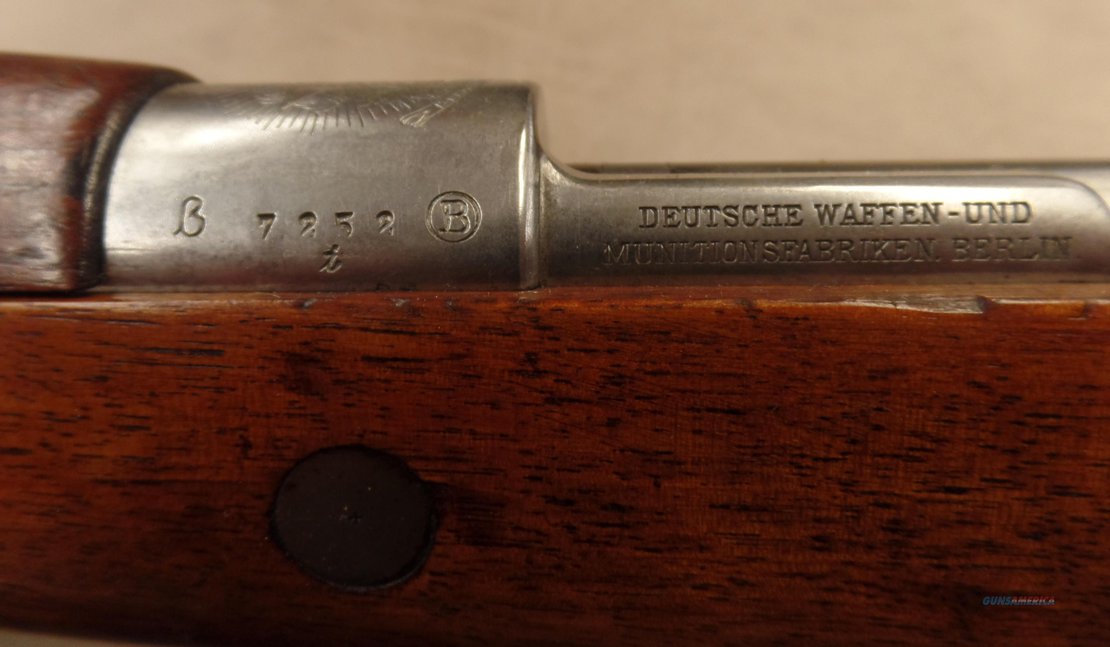 ß 7252 B
t
DEUTSCHE WAFFEN-UND
MUNITIONSFABRIKEN. BERLIN
GUNSAMERICA